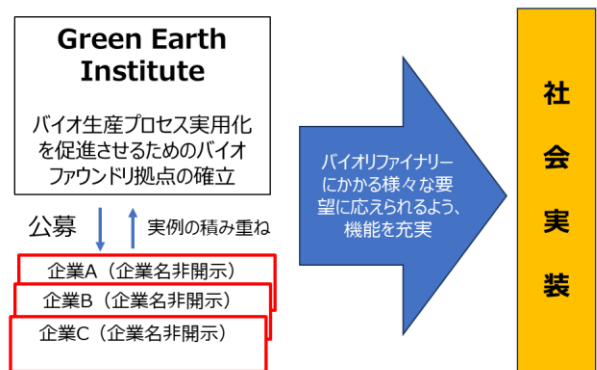 Green Earth
Institute
バイオ生産プロセス実用化
を促進させるためのバイオ
ファウンドリ拠点の確立
公募
実例の積み重ね
企業A（企業名非開示）
企業B（企業名非開示）
企業C（企業名非開示）
バイオリファイナリー
にかかる様々な要
望に応えられるよう、
機能を充実
社
会
実
装